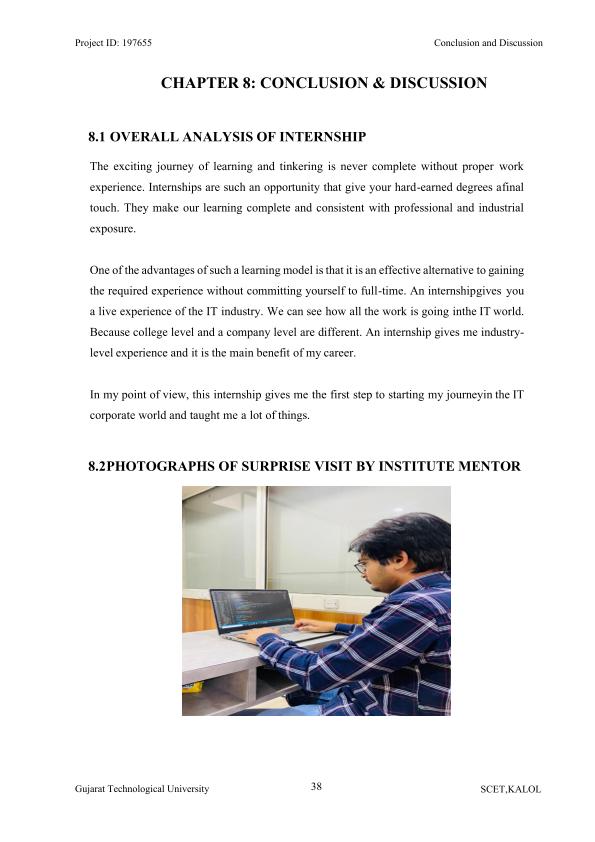 Project ID: 197655 Conclusion and Discussion
CHAPTER 8: CONCLUSION & DISCUSSION
8.1 OVERALL ANALYSIS OF INTERNSHIP
The exciting journey of learning and tinkering is never complete without proper work
experience. Internships are such an opportunity that give your hard-earned degrees afinal
touch. They make our learning complete and consistent with professional and industrial
exposure.
One of the advantages of such a learning model is that it is an effective alternative to gaining
the required experience without committing yourself to full-time. An internshipgives you
a live experience of the IT industry. We can see how all the work is going inthe IT world.
Because college level and a company level are different. An internship gives me industry-
level experience and it is the main benefit of my career.
In my point of view, this internship gives me the first step to starting my journeyin the IT
corporate world and taught me a lot of things.
8.2PHOTOGRAPHS OF SURPRISE VISIT BY INSTITUTE MENTOR
Gujarat Technological University 38 SCET,KALOL